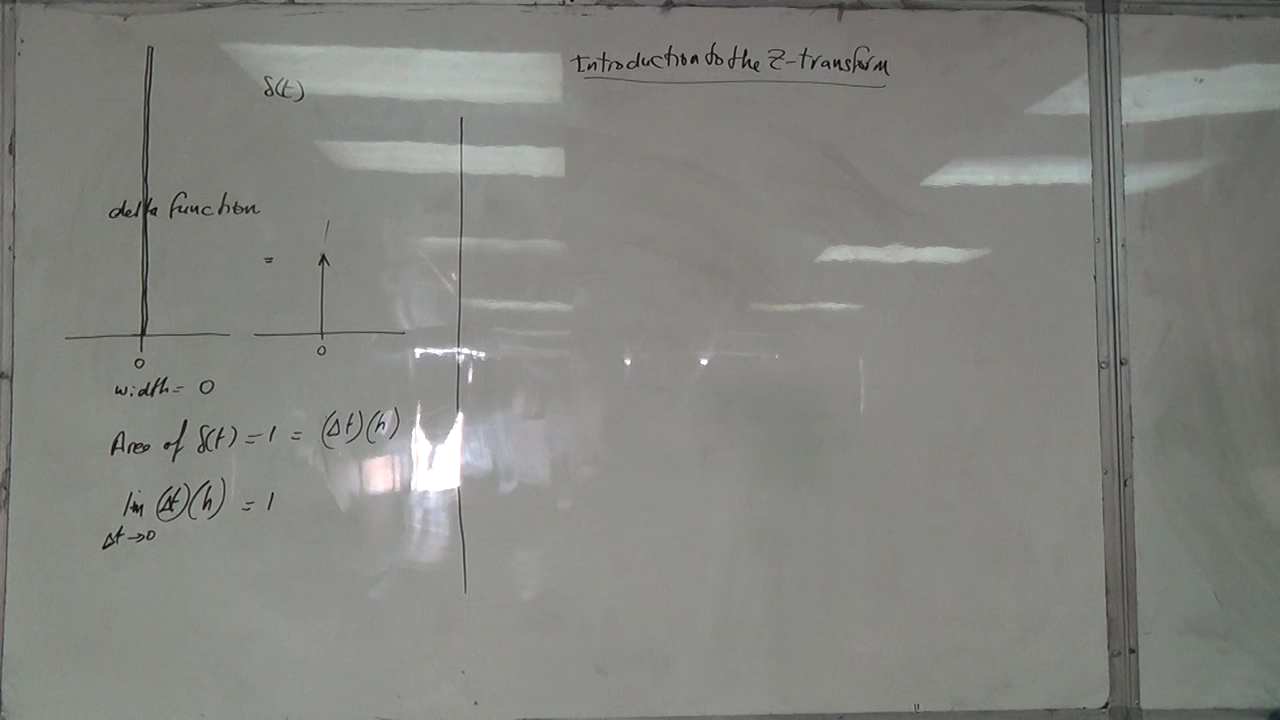 Introduction to the Z-transform
δ(t)
delta function
=
0
0
width = 0
Area of δ(t) = 1 = (Δt)(h)
lim (Δt)(h) = 1
Δt→0